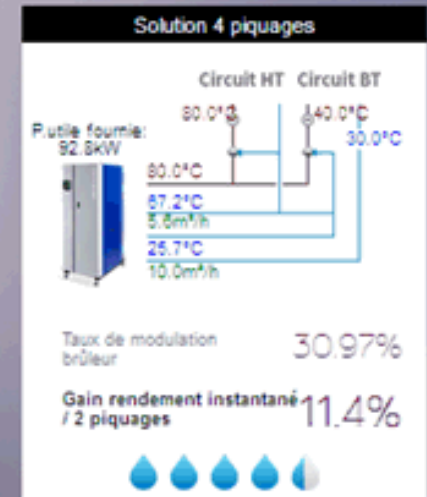 Solution 4 piquages
Circuit HT Circuit BT
80.0°C 40.0°C
P.utile fournie: 30.0°C
92.8kW
80.0°C
67.2°C
5.6m³/h
25.7°C
10.0m³/h
Taux de modulation 30.97%
brûleur
Gain rendement instantané 11.4%
/ 2 piquages